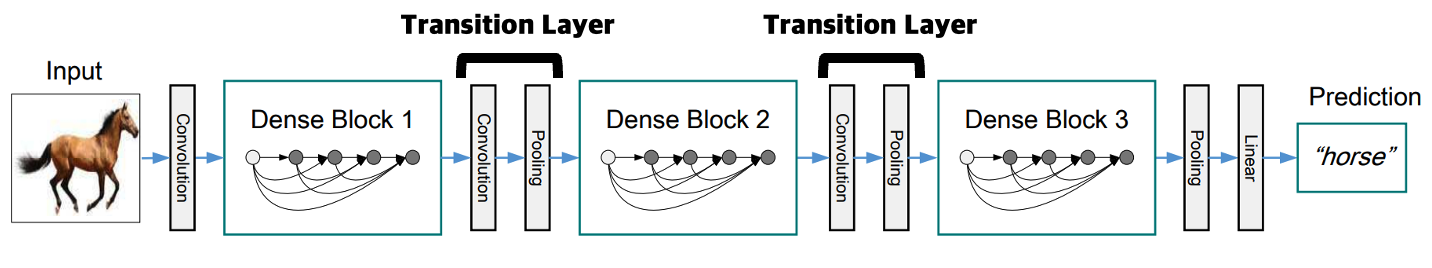 Transition Layer
Transition Layer
Input
Convolution
Dense Block 1
Convolution
Pooling
Dense Block 2
Convolution
Pooling
Dense Block 3
Pooling
Linear
Prediction
“horse”